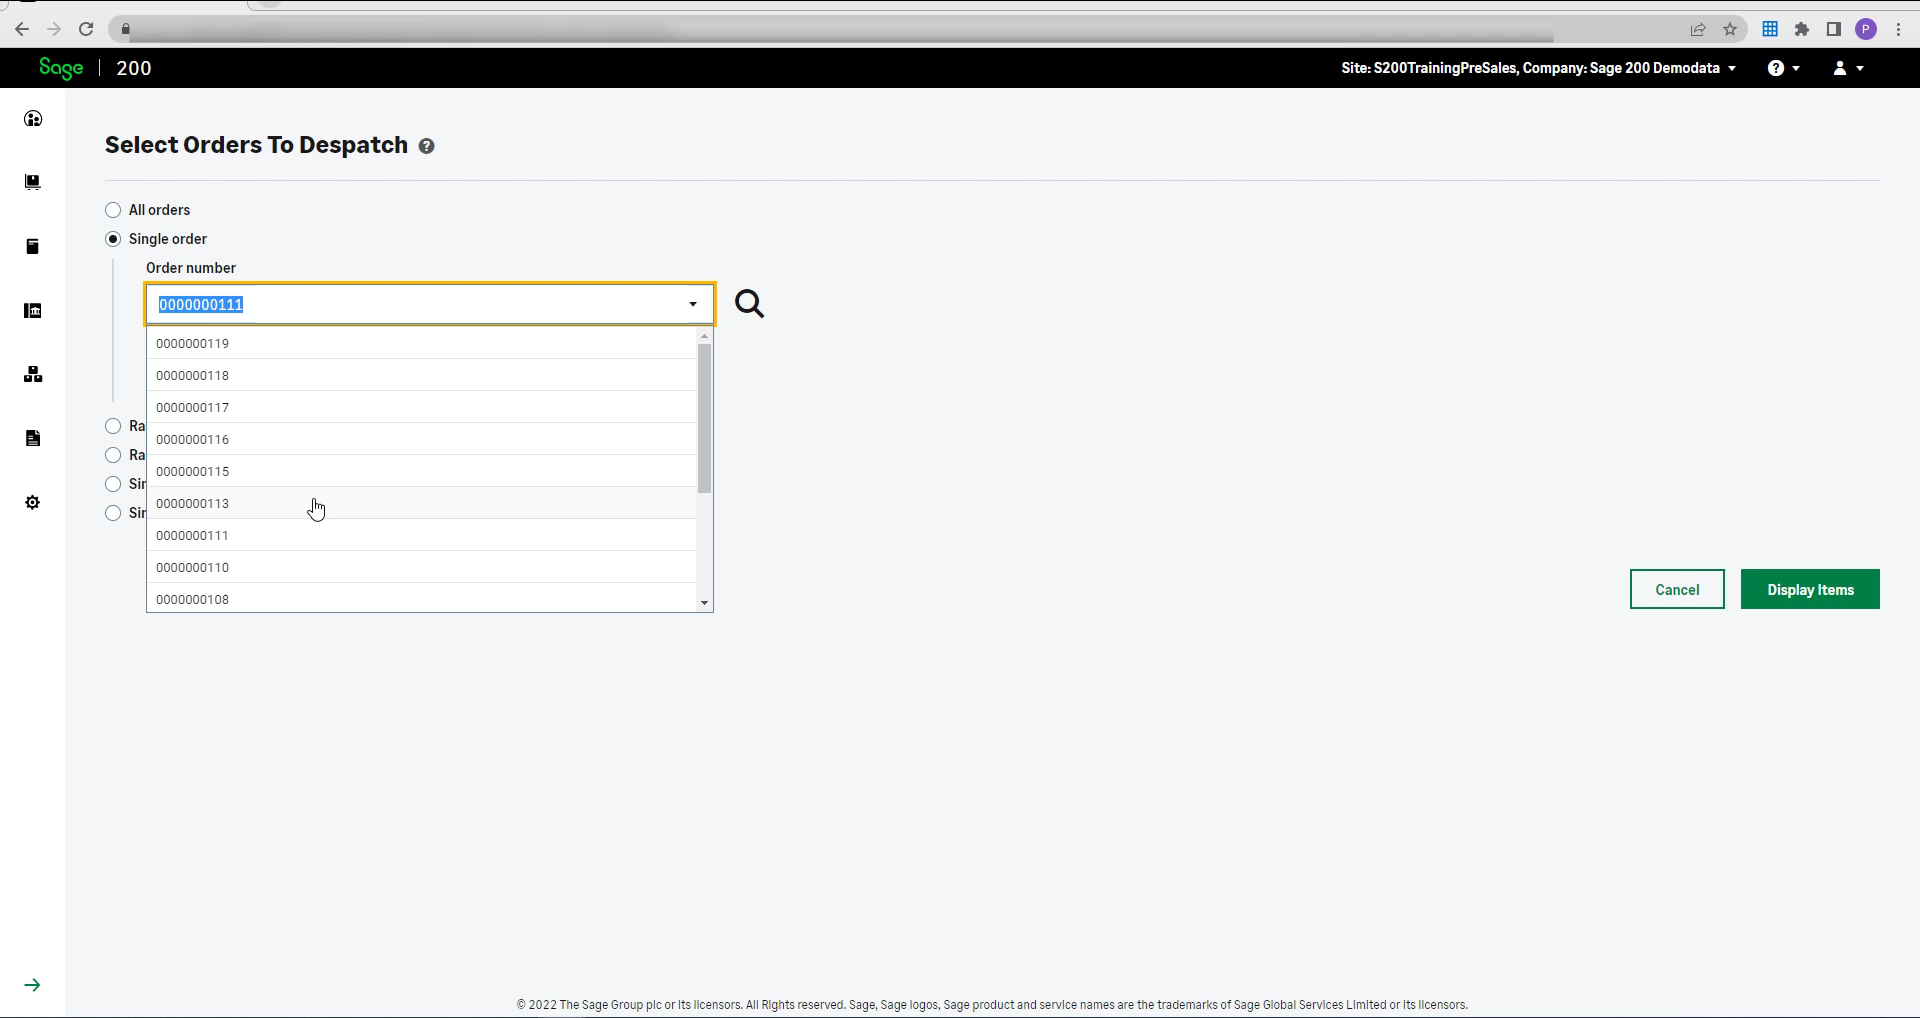 P
Sage | 200
Site: S200TrainingPreSales, Company: Sage 200 Demodata
Select Orders To Despatch
All orders
Single order
Order number
0000000111
0000000119
0000000118
0000000117
0000000116
0000000115
0000000113
0000000111
0000000110
0000000108
Ra
Ra
Sin
Sin
Cancel
Display Items
© 2022 The Sage Group plc or its licensors. All Rights reserved. Sage, Sage logos, Sage product and service names are the trademarks of Sage Global Services Limited or its licensors.